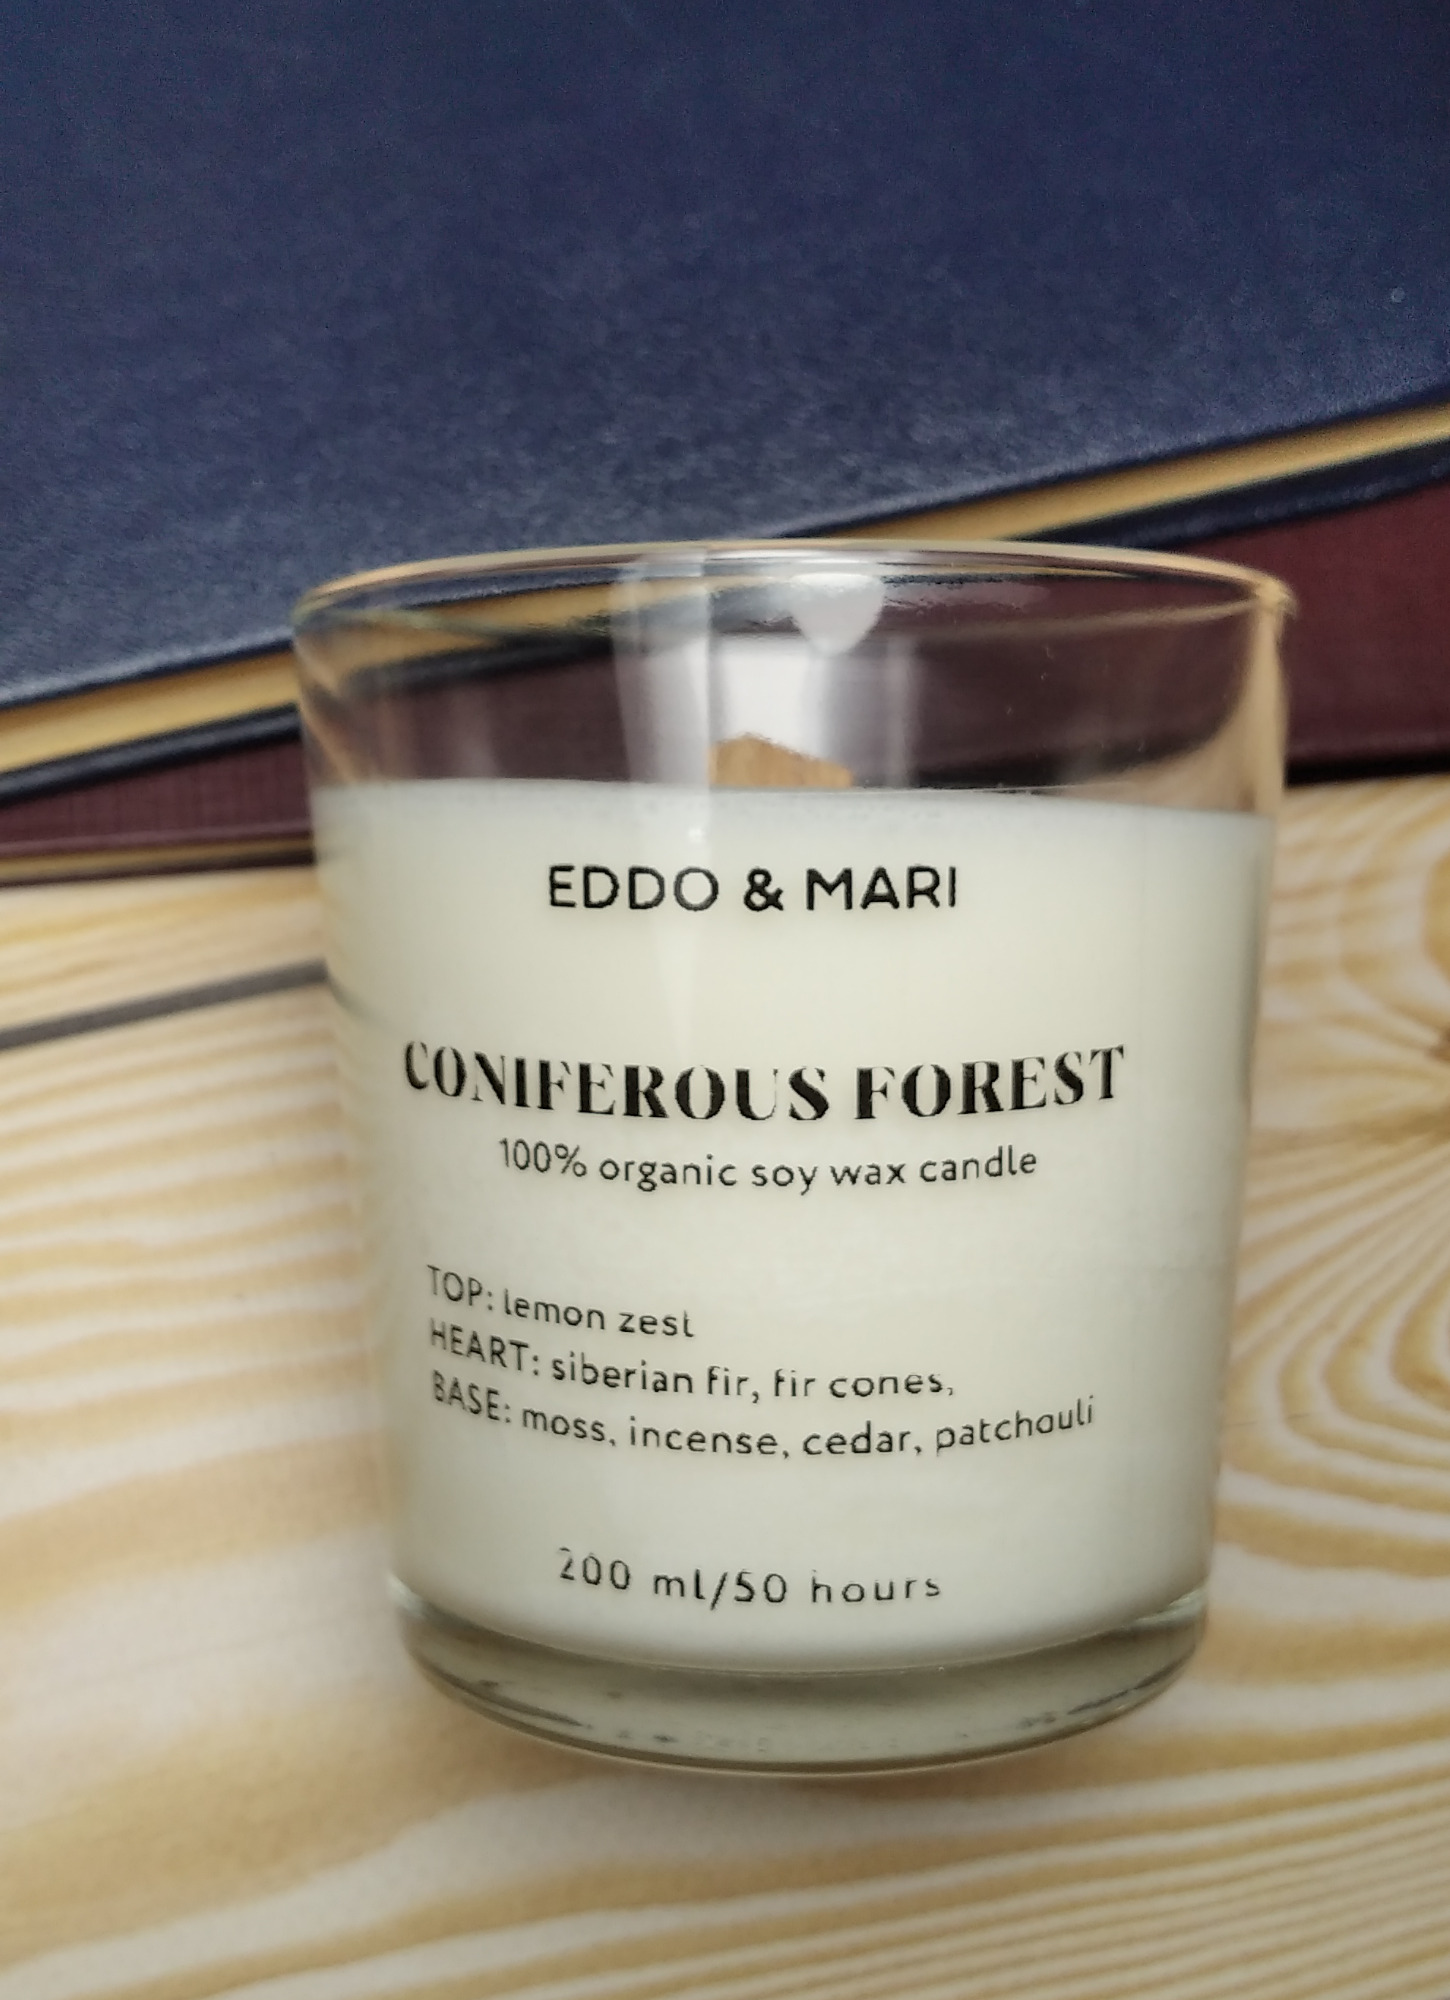 EDDO & MARI
CONIFEROUS FOREST
100% organic soy wax candle
TOP: lemon zest
HEART: siberian fir, fir cones,
BASE: moss, incense, cedar, patchouli
200 ml/50 hours